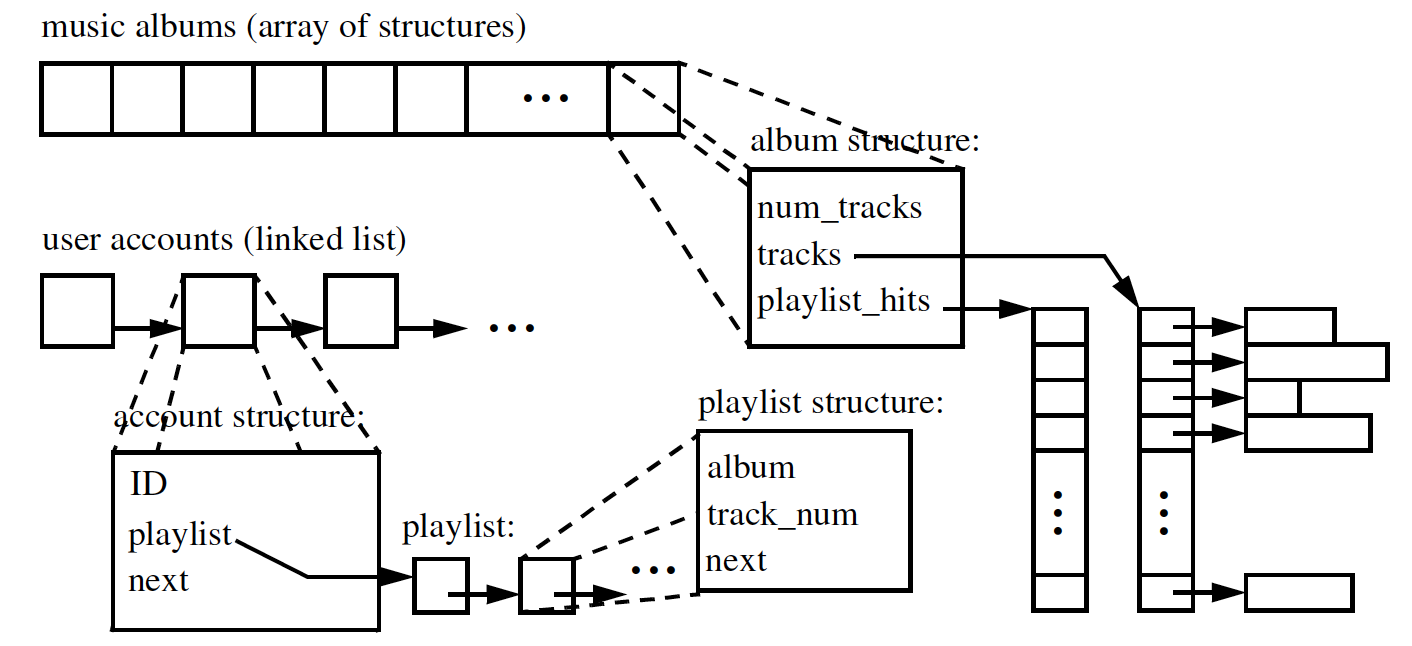 music albums (array of structures)
...
album structure:
num_tracks
tracks
playlist_hits
user accounts (linked list)
...
account structure:
ID
playlist
next
playlist:
...
playlist structure:
album
track_num
next